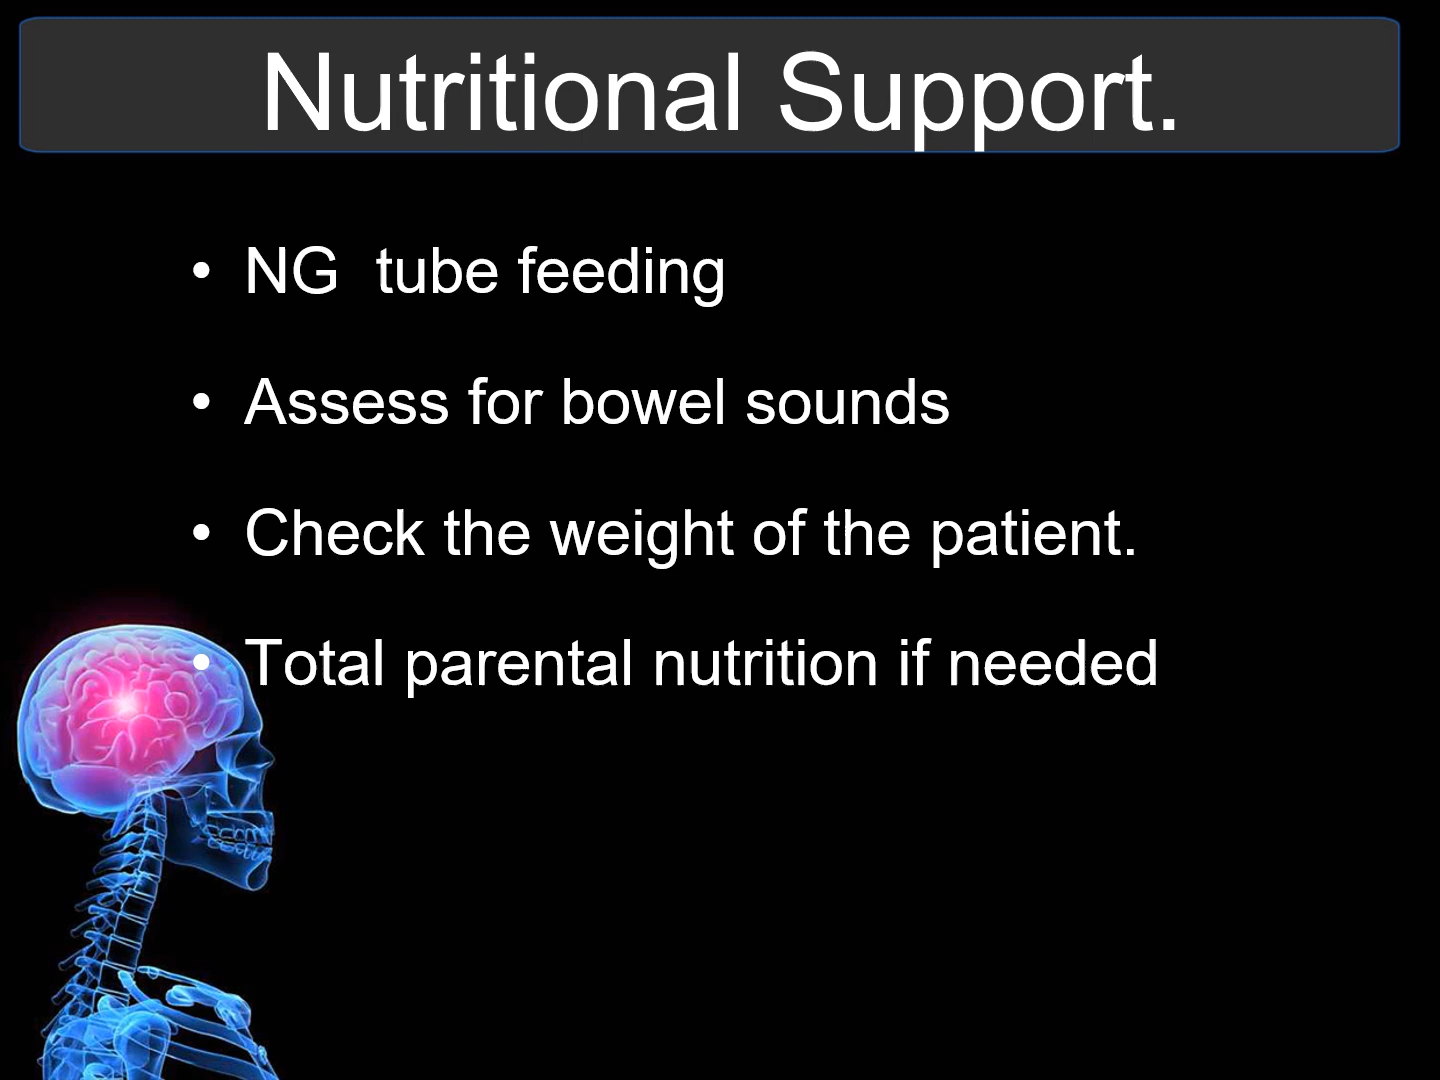 Nutritional Support.
• NG  tube feeding
• Assess for bowel sounds
• Check the weight of the patient.
• Total parental nutrition if needed